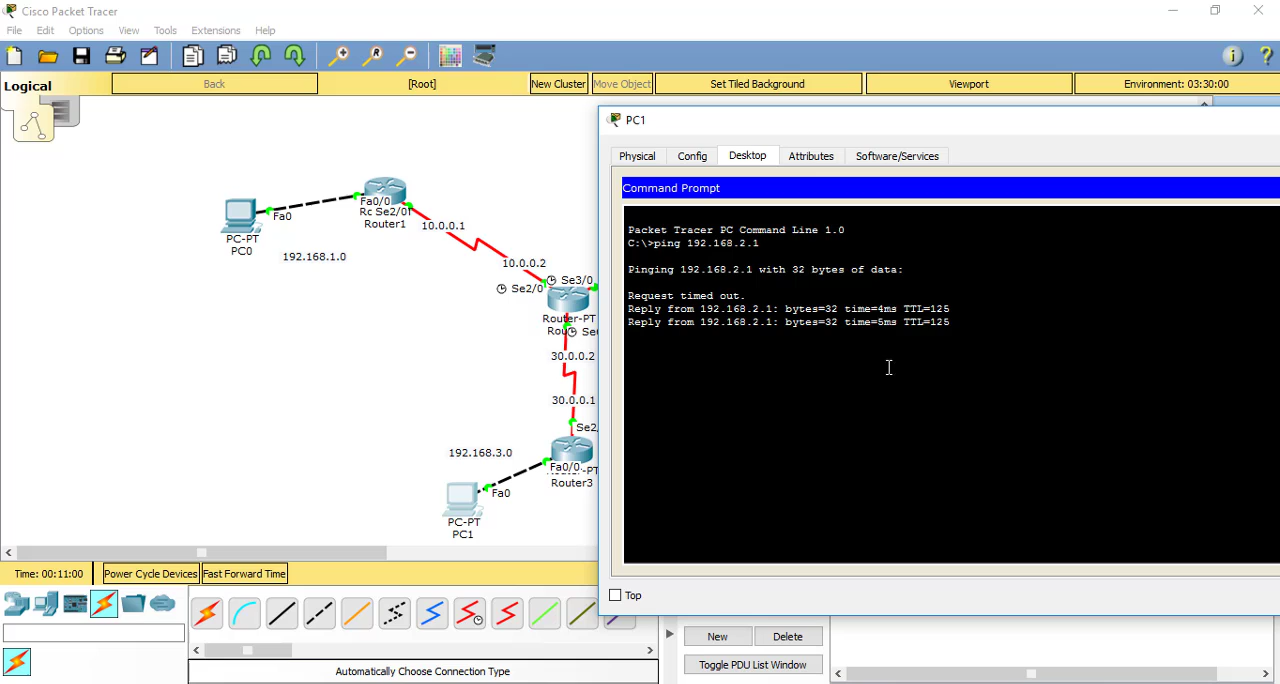 Cisco Packet Tracer
File Edit Options View Tools Extensions Help
Logical
Back
[Root]
New Cluster
Move Object
Set Tiled Background
Viewport
Environment: 03:30:00
PC1
Physical Config Desktop Attributes Software/Services
Command Prompt
Packet Tracer PC Command Line 1.0
C:\>ping 192.168.2.1
Pinging 192.168.2.1 with 32 bytes of data:
Request timed out.
Reply from 192.168.2.1: bytes=32 time=4ms TTL=125
Reply from 192.168.2.1: bytes=32 time=5ms TTL=125
Top
Fa0/0
Se2/0
Router1
Fa0
PC-PT
PC0
192.168.1.0
10.0.0.1
10.0.0.2
Se3/0
Se2/0
Router-PT
30.0.0.2
30.0.0.1
Se2
192.168.3.0
Fa0/0
Router3
Fa0
PC-PT
PC1
Time: 00:11:00
Power Cycle Devices
Fast Forward Time
Automatically Choose Connection Type
New
Delete
Toggle PDU List Window